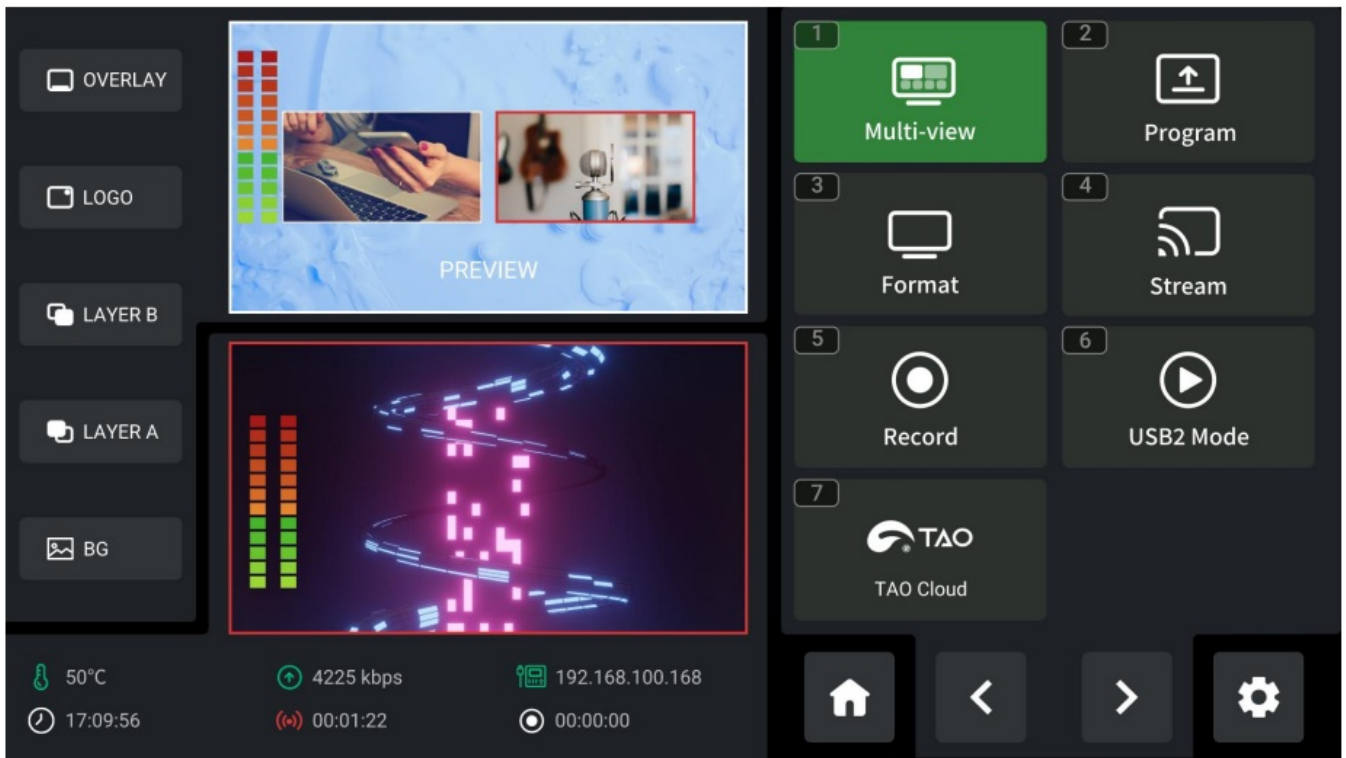 OVERLAY
LOGO
LAYER B
LAYER A
BG
PREVIEW
50°C
4225 kbps
192.168.100.168
17:09:56
00:01:22
00:00:00
1
Multi-view
2
Program
3
Format
4
Stream
5
Record
6
USB2 Mode
7
® TAO
TAO Cloud